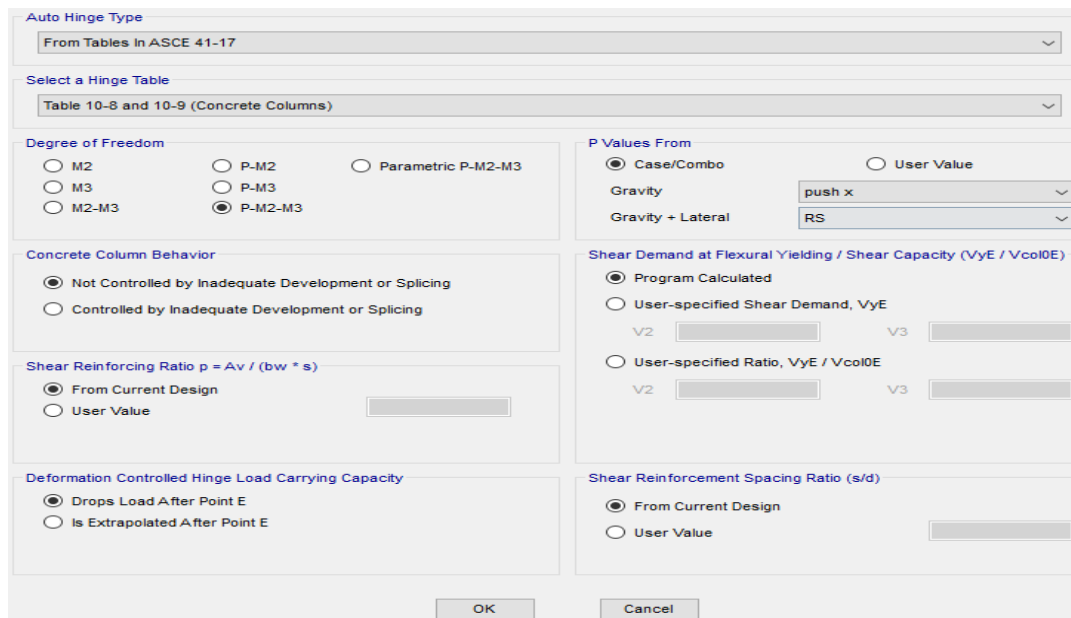 Auto Hinge Type
From Tables In ASCE 41-17
Select a Hinge Table
Table 10-8 and 10-9 (Concrete Columns)
Degree of Freedom
M2
P-M2
Parametric P-M2-M3
M3
P-M3
M2-M3
P-M2-M3
P Values From
Case/Combo
User Value
Gravity
push x
Gravity + Lateral
RS
Concrete Column Behavior
Not Controlled by Inadequate Development or Splicing
Controlled by Inadequate Development or Splicing
Shear Demand at Flexural Yielding / Shear Capacity (VyE / Vcol0E)
Program Calculated
User-specified Shear Demand, VyE
V2
V3
User-specified Ratio, VyE / Vcol0E
V2
V3
Shear Reinforcing Ratio p = Av / (bw * s)
From Current Design
User Value
Deformation Controlled Hinge Load Carrying Capacity
Drops Load After Point E
Is Extrapolated After Point E
Shear Reinforcement Spacing Ratio (s/d)
From Current Design
User Value
OK
Cancel